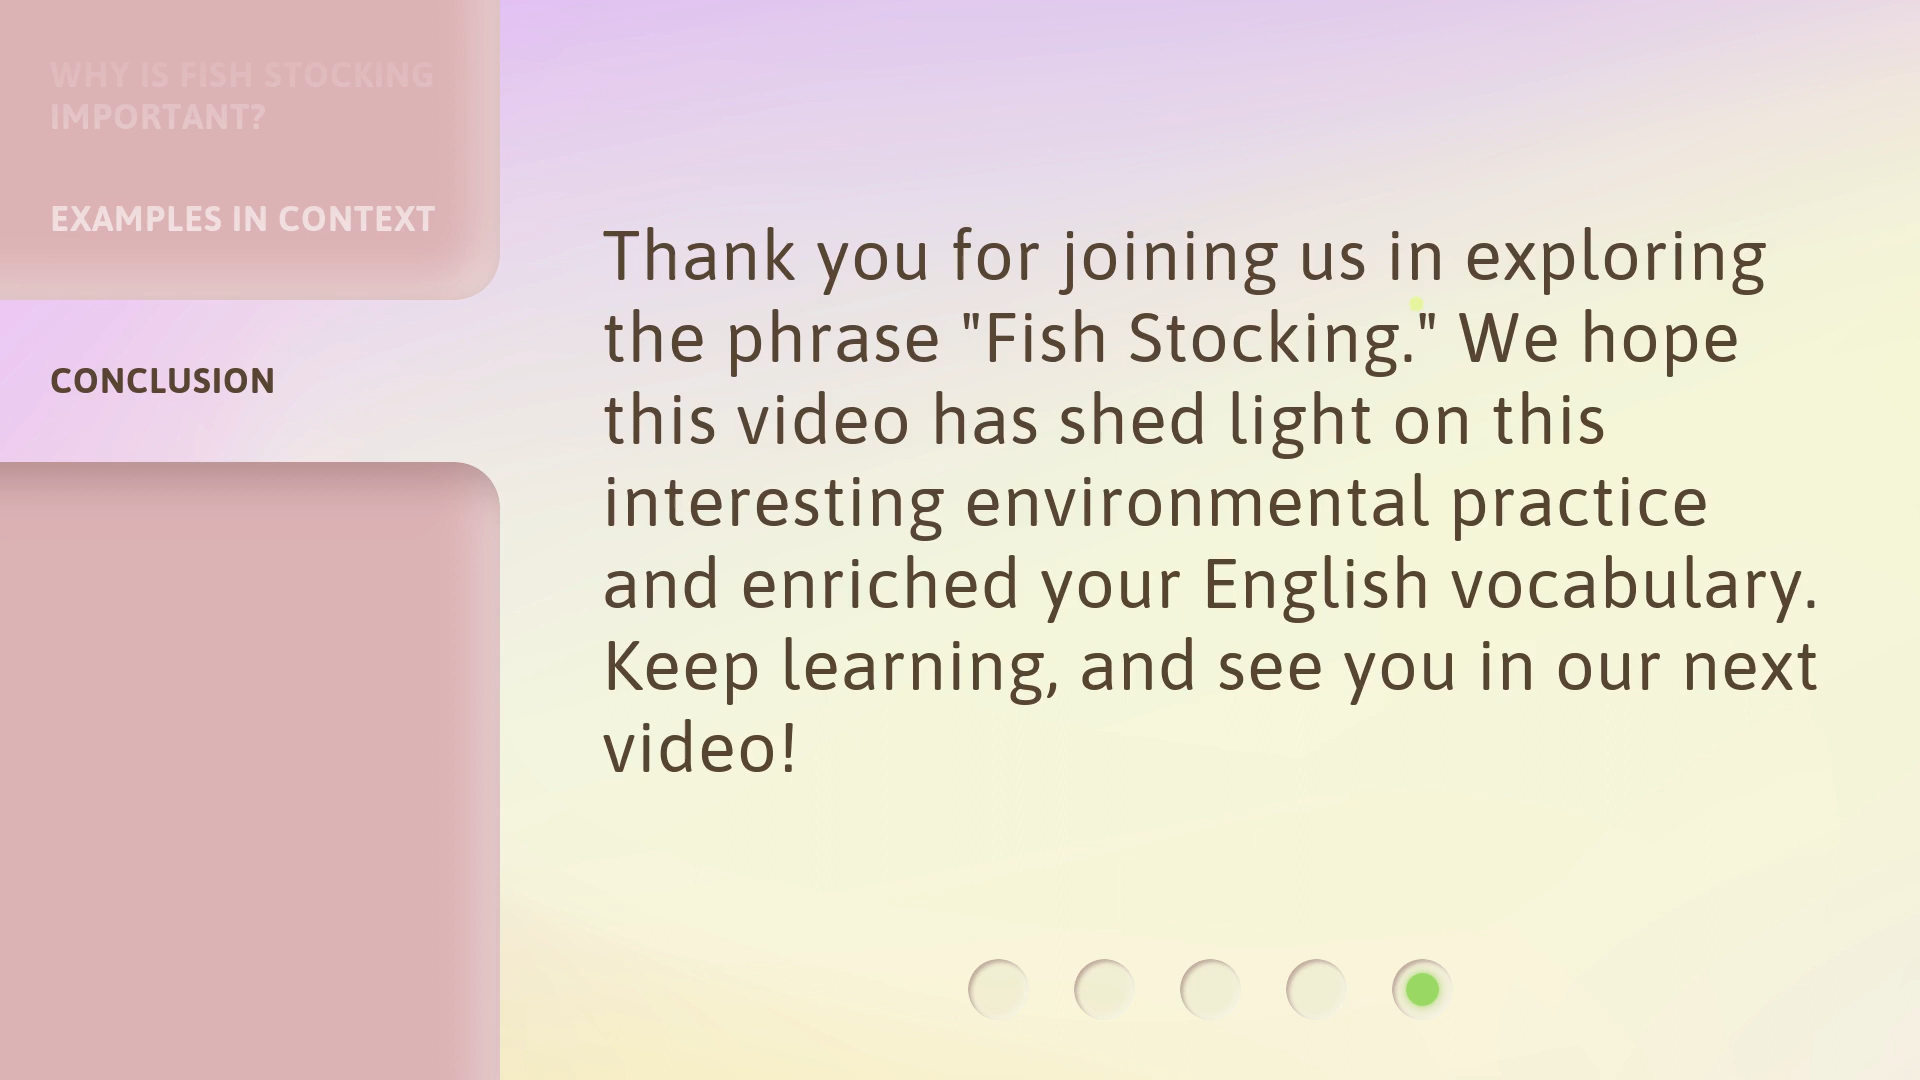 WHY IS FISH STOCKING
IMPORTANT?
EXAMPLES IN CONTEXT
CONCLUSION
Thank you for joining us in exploring
the phrase "Fish Stocking." We hope
this video has shed light on this
interesting environmental practice
and enriched your English vocabulary.
Keep learning, and see you in our next
video!